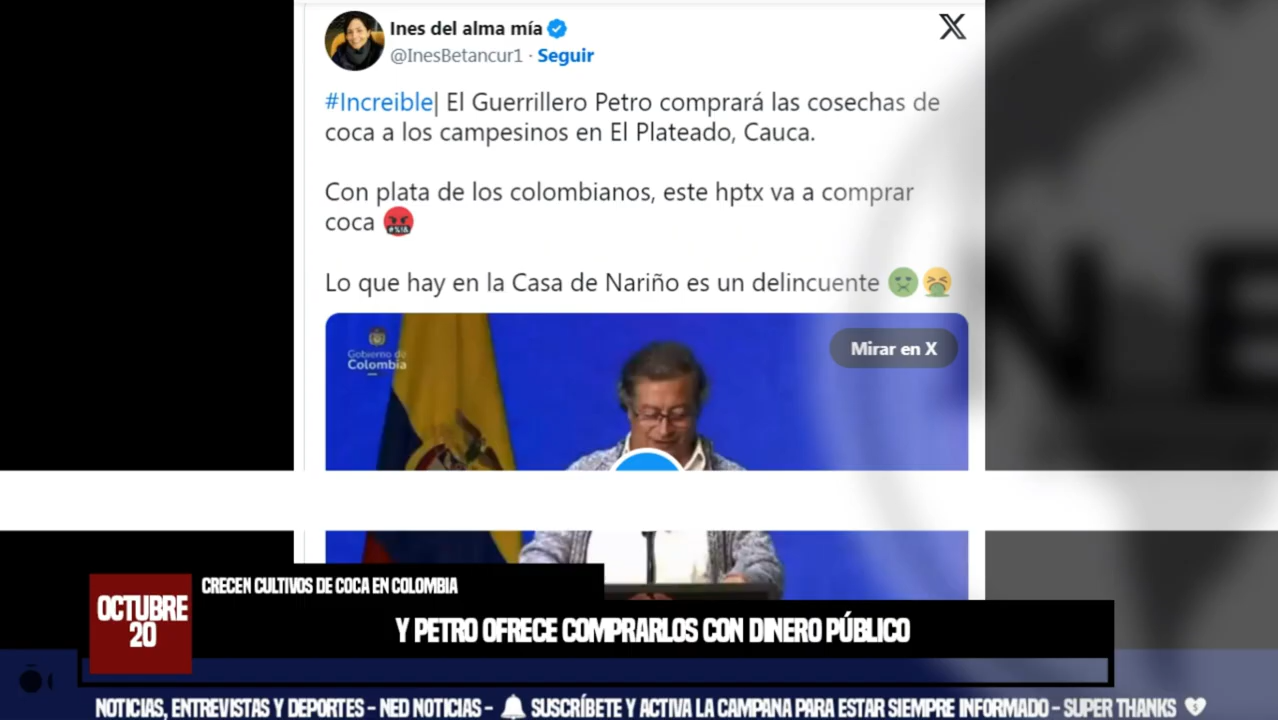 Ines del alma mía
@InesBetancur1 · Seguir
#Increible| El Guerrillero Petro comprará las cosechas de
coca a los campesinos en El Plateado, Cauca.
Con plata de los colombianos, este hptx va a comprar
coca
Lo que hay en la Casa de Nariño es un delincuente
Gobierno de
Colombia
Mirar en X
NE
CRECEN CULTIVOS DE COCA EN COLOMBIA
OCTUBRE
20
Y PETRO OFRECE COMPRARLOS CON DINERO PÚBLICO
NOTICIAS, ENTREVISTAS Y DEPORTES - NED NOTICIAS - SUSCRÍBETE Y ACTIVA LA CAMPANA PARA ESTAR SIEMPRE INFORMADO - SUPER THANKS